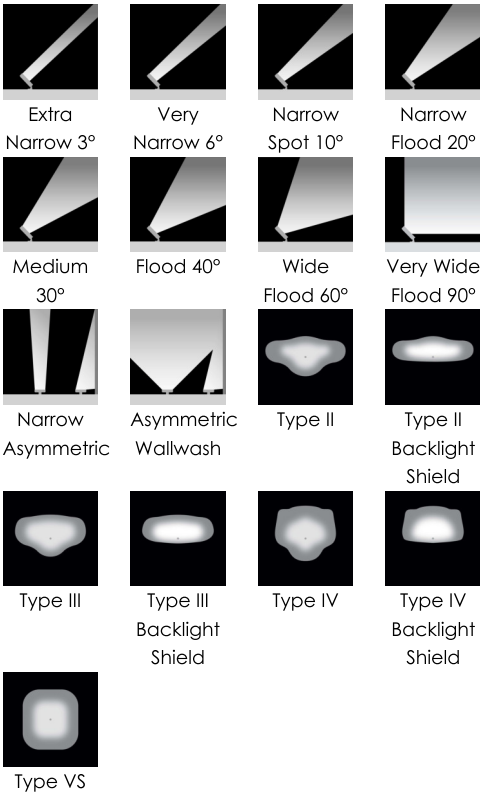 Extra
Narrow 3°
Very
Narrow 6°
Narrow
Spot 10°
Narrow
Flood 20°
Medium
30°
Flood 40°
Wide
Flood 60°
Very Wide
Flood 90°
Narrow
Asymmetric
Asymmetric
Wallwash
Type II
Type II
Backlight
Shield
Type III
Type III
Backlight
Shield
Type IV
Type IV
Backlight
Shield
Type VS